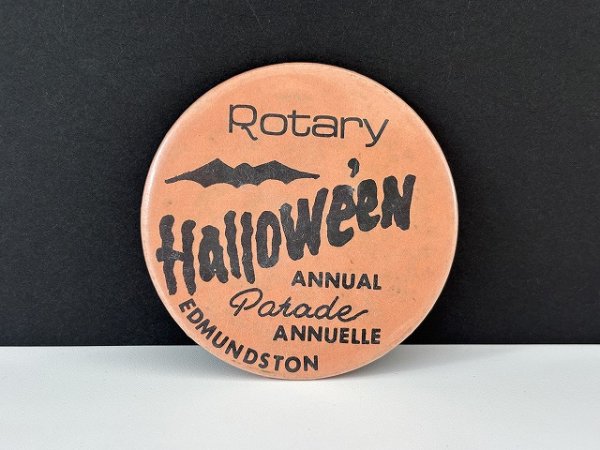 Rotary
Hallowe'en
ANNUAL
Parade
ANNUELLE
EDMUNDSTON